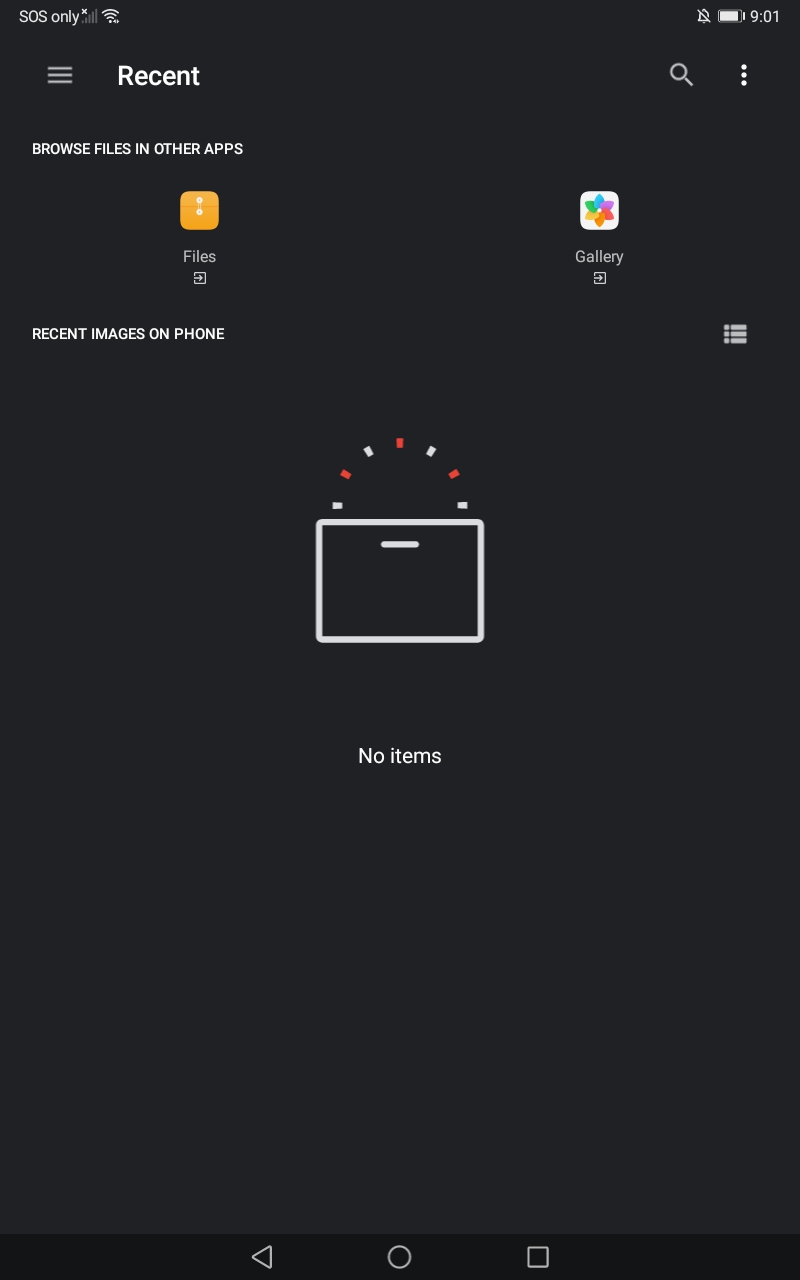 SOS only
9:01
Recent
BROWSE FILES IN OTHER APPS
Files
Gallery
RECENT IMAGES ON PHONE
No items